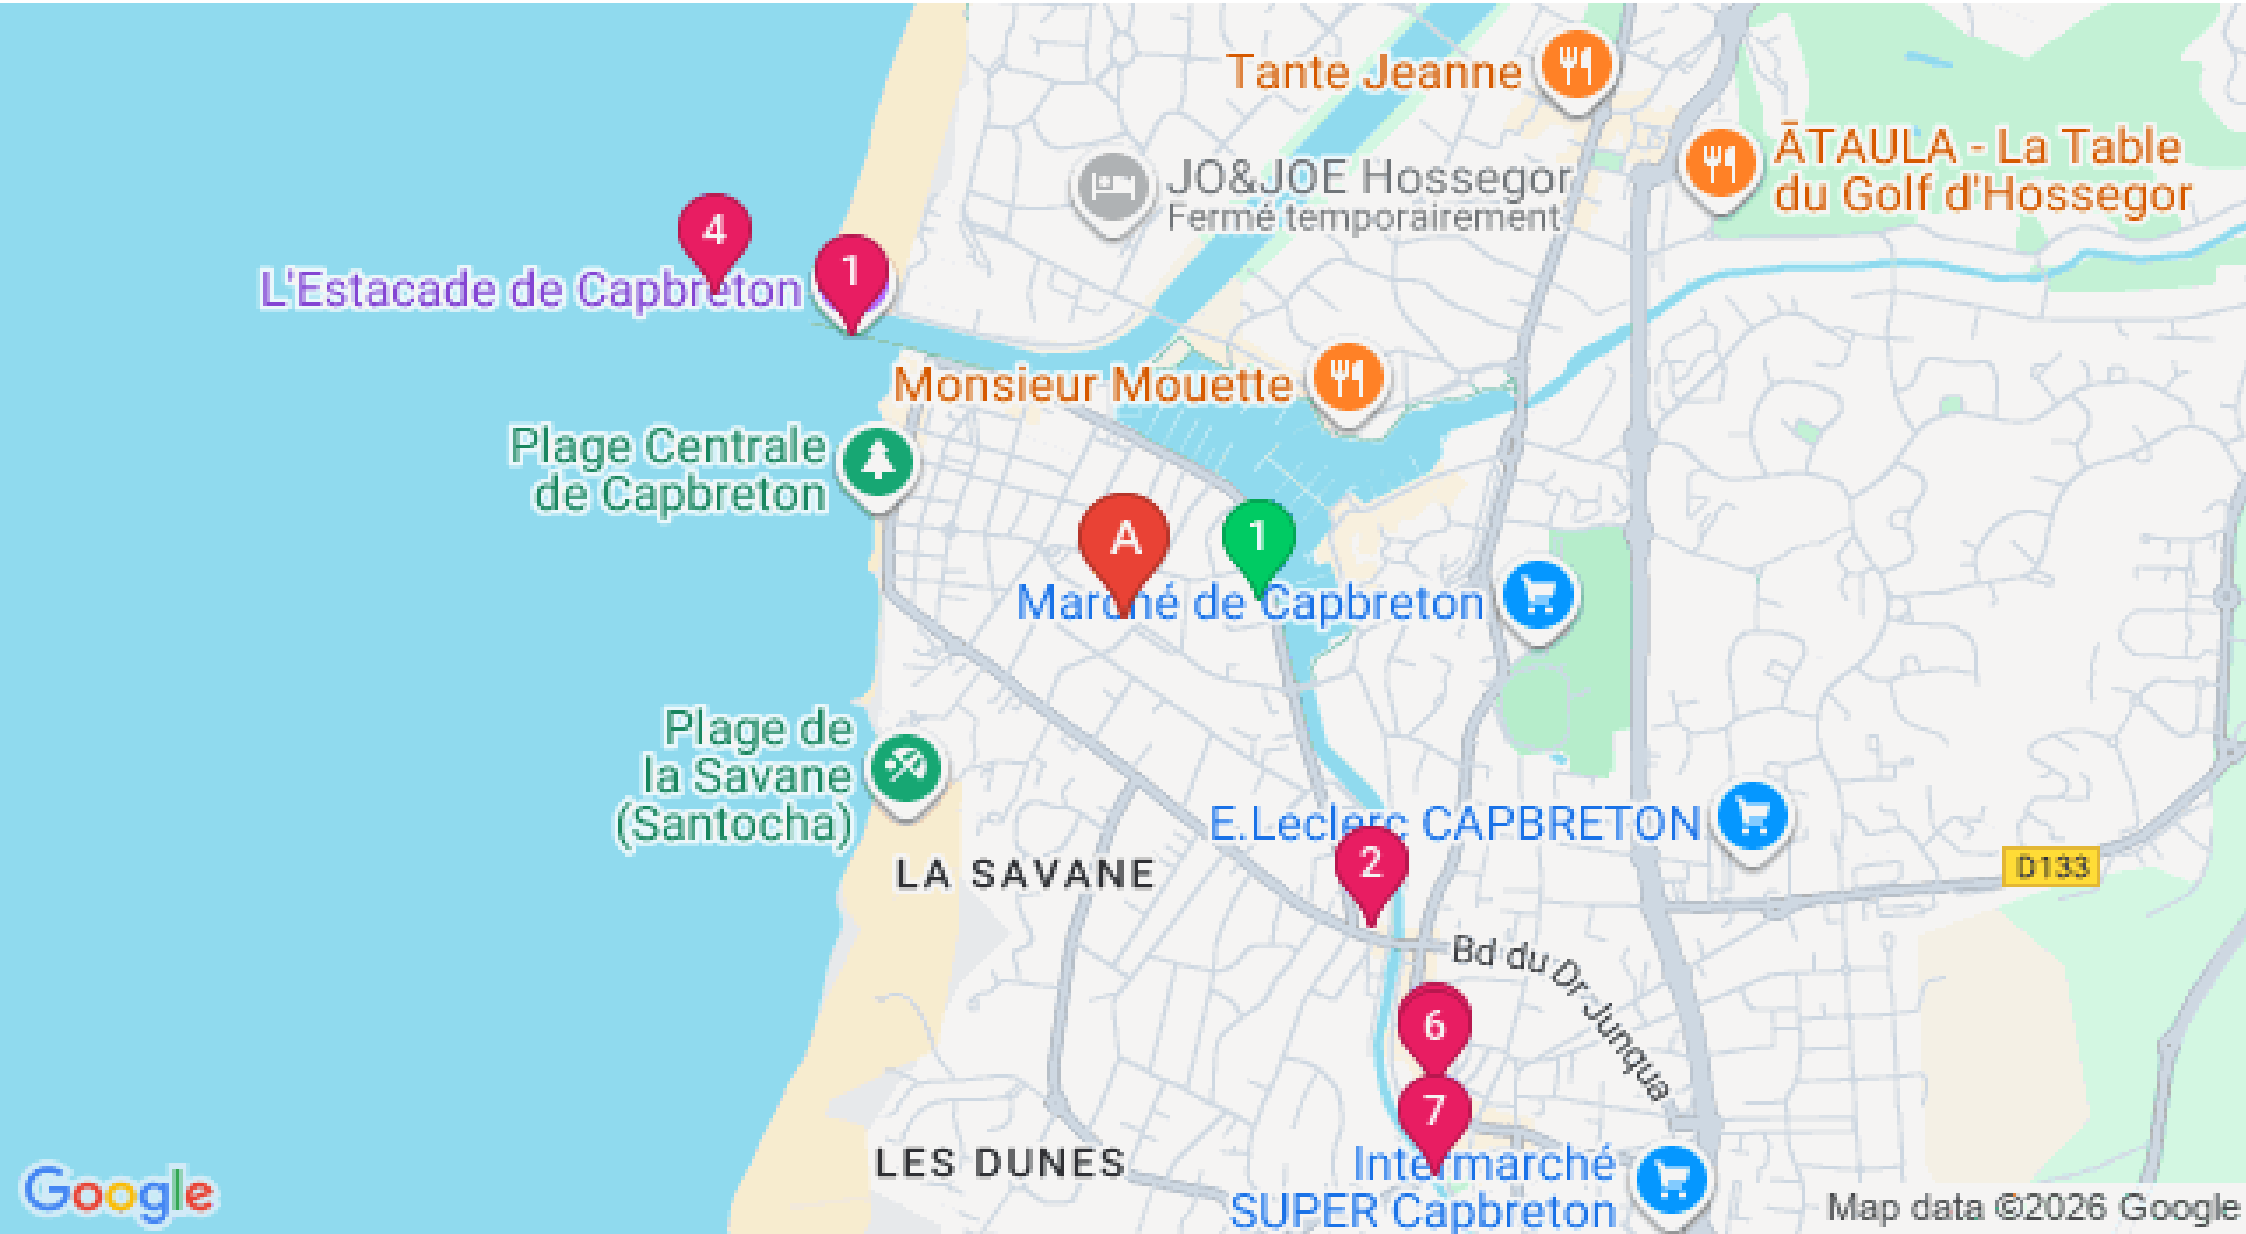 Tante Jeanne
ĀTAULA - La Table
du Golf d'Hossegor
JO&JOE Hossegor
Fermé temporairement
4
1
L'Estacade de Capbreton
Monsieur Mouette
Plage Centrale
de Capbreton
A
1
Marché de Capbreton
Plage de
la Savane
(Santocha)
E.Leclerc CAPBRETON
2
LA SAVANE
D133
Bd du Dr Junqua
6
7
LES DUNES
Intermarché
SUPER Capbreton
Google
Map data ©2026 Google